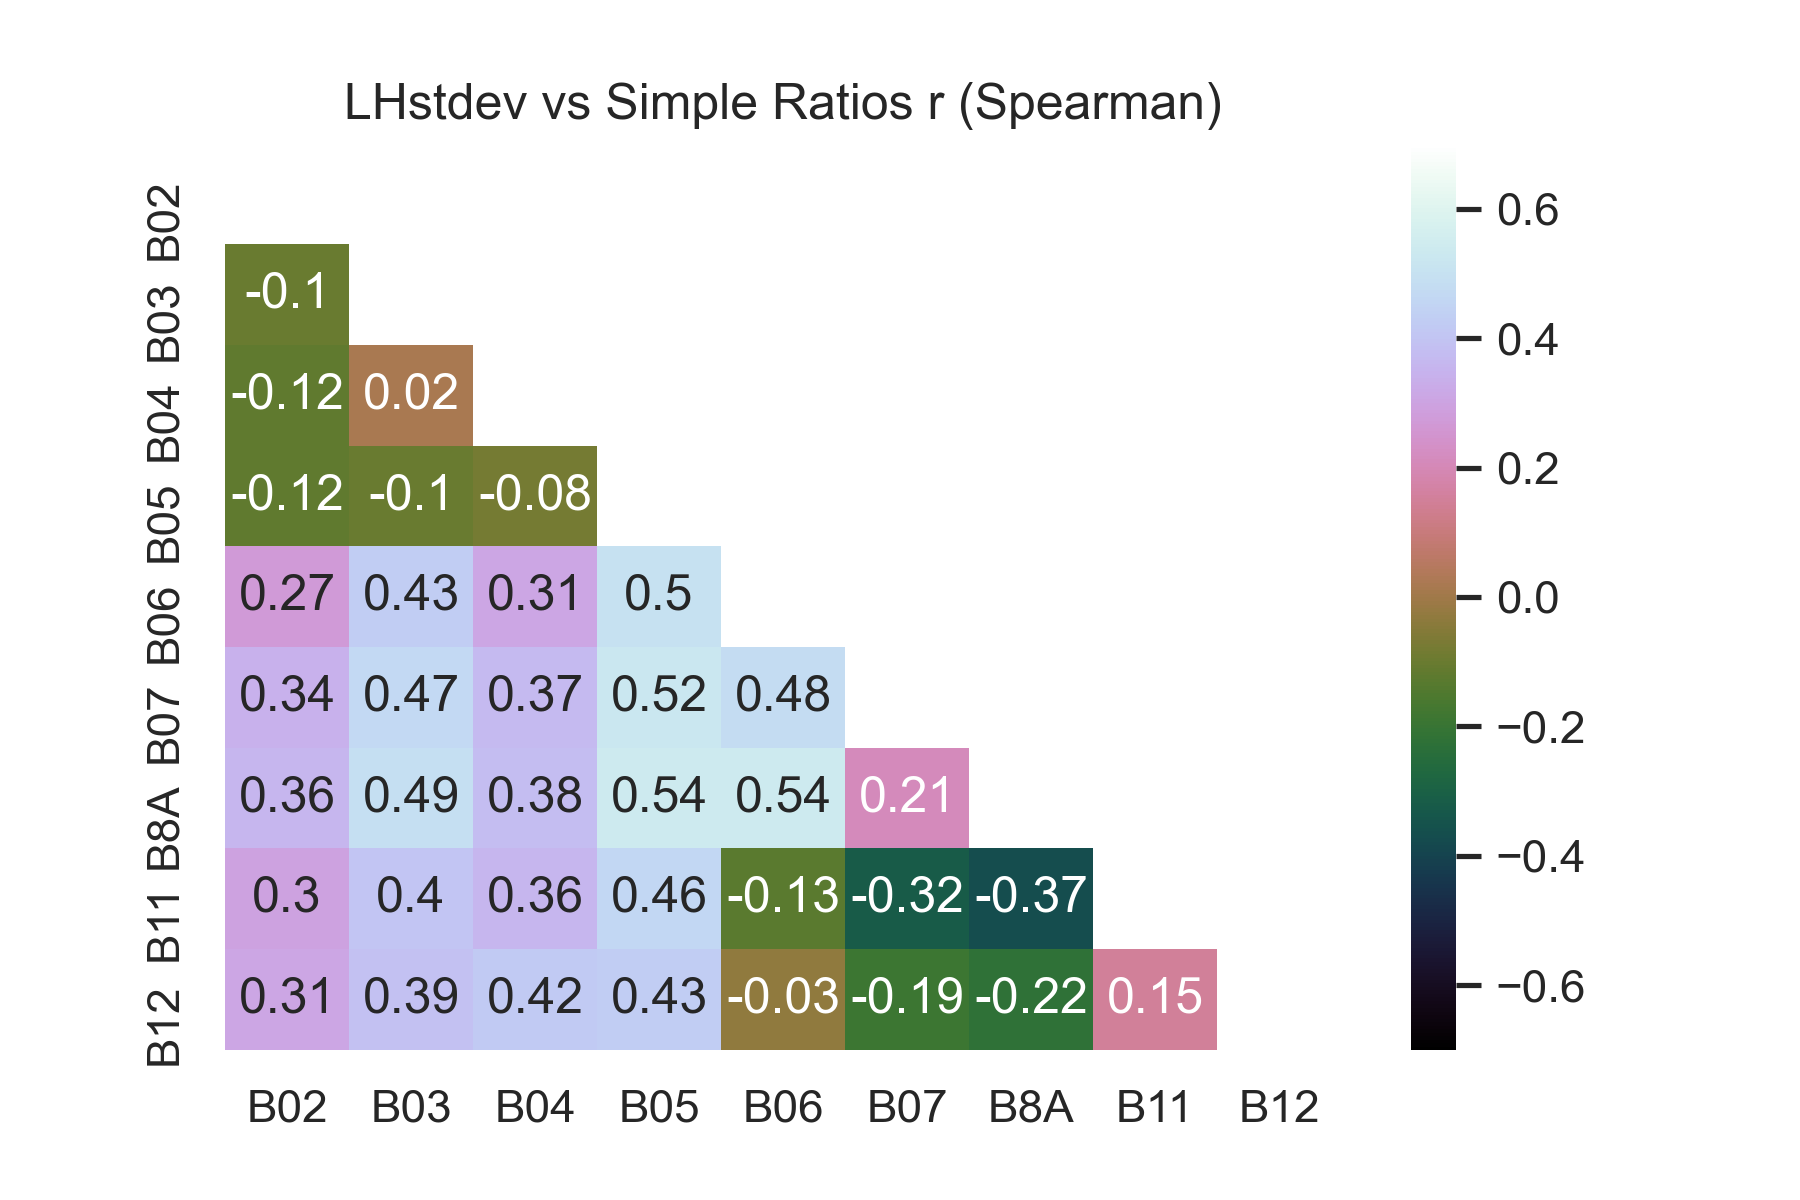 LHstdev vs Simple Ratios r (Spearman)
B02
B03 -0.1
B04 -0.12 0.02
B05 -0.12 -0.1 -0.08
B06 0.27 0.43 0.31 0.5
B07 0.34 0.47 0.37 0.52 0.48
B8A 0.36 0.49 0.38 0.54 0.54 0.21
B11 0.3 0.4 0.36 0.46 -0.13 -0.32 -0.37
B12 0.31 0.39 0.42 0.43 -0.03 -0.19 -0.22 0.15
B02 B03 B04 B05 B06 B07 B8A B11 B12
0.6
0.4
0.2
0.0
−0.2
−0.4
−0.6